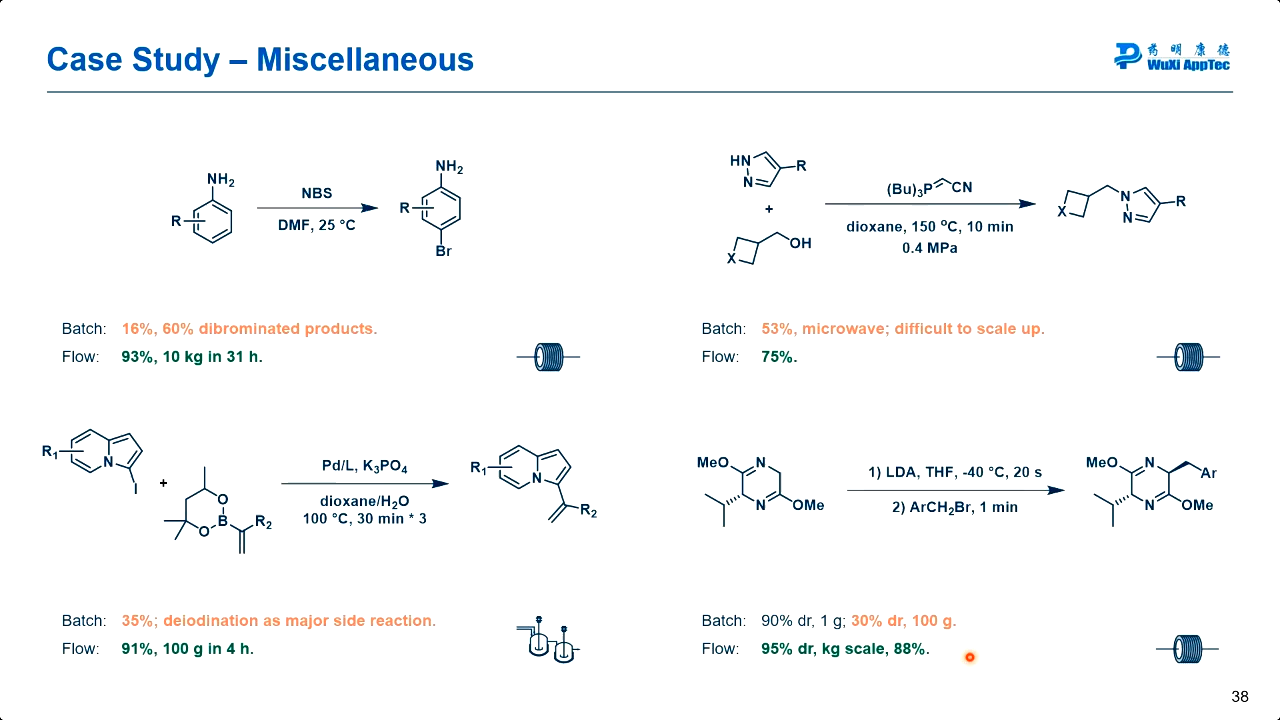 Case Study – Miscellaneous
药 明 康 德
WuXi AppTec
NH₂
R
NBS
DMF, 25 °C
NH₂
R
Br
HN
N
R
+
X
OH
(Bu)₃P
CN
dioxane, 150 °C, 10 min
0.4 MPa
X
N
N
R
Batch: 16%, 60% dibrominated products.
Flow: 93%, 10 kg in 31 h.
Batch: 53%, microwave; difficult to scale up.
Flow: 75%.
R₁
N
I
+
O
B
O
R₂
Pd/L, K₃PO₄
dioxane/H₂O
100 °C, 30 min * 3
R₁
N
R₂
MeO
N
N
OMe
1) LDA, THF, -40 °C, 20 s
2) ArCH₂Br, 1 min
MeO
N
Ar
N
OMe
Batch: 35%; deiodination as major side reaction.
Flow: 91%, 100 g in 4 h.
Batch: 90% dr, 1 g; 30% dr, 100 g.
Flow: 95% dr, kg scale, 88%.
38